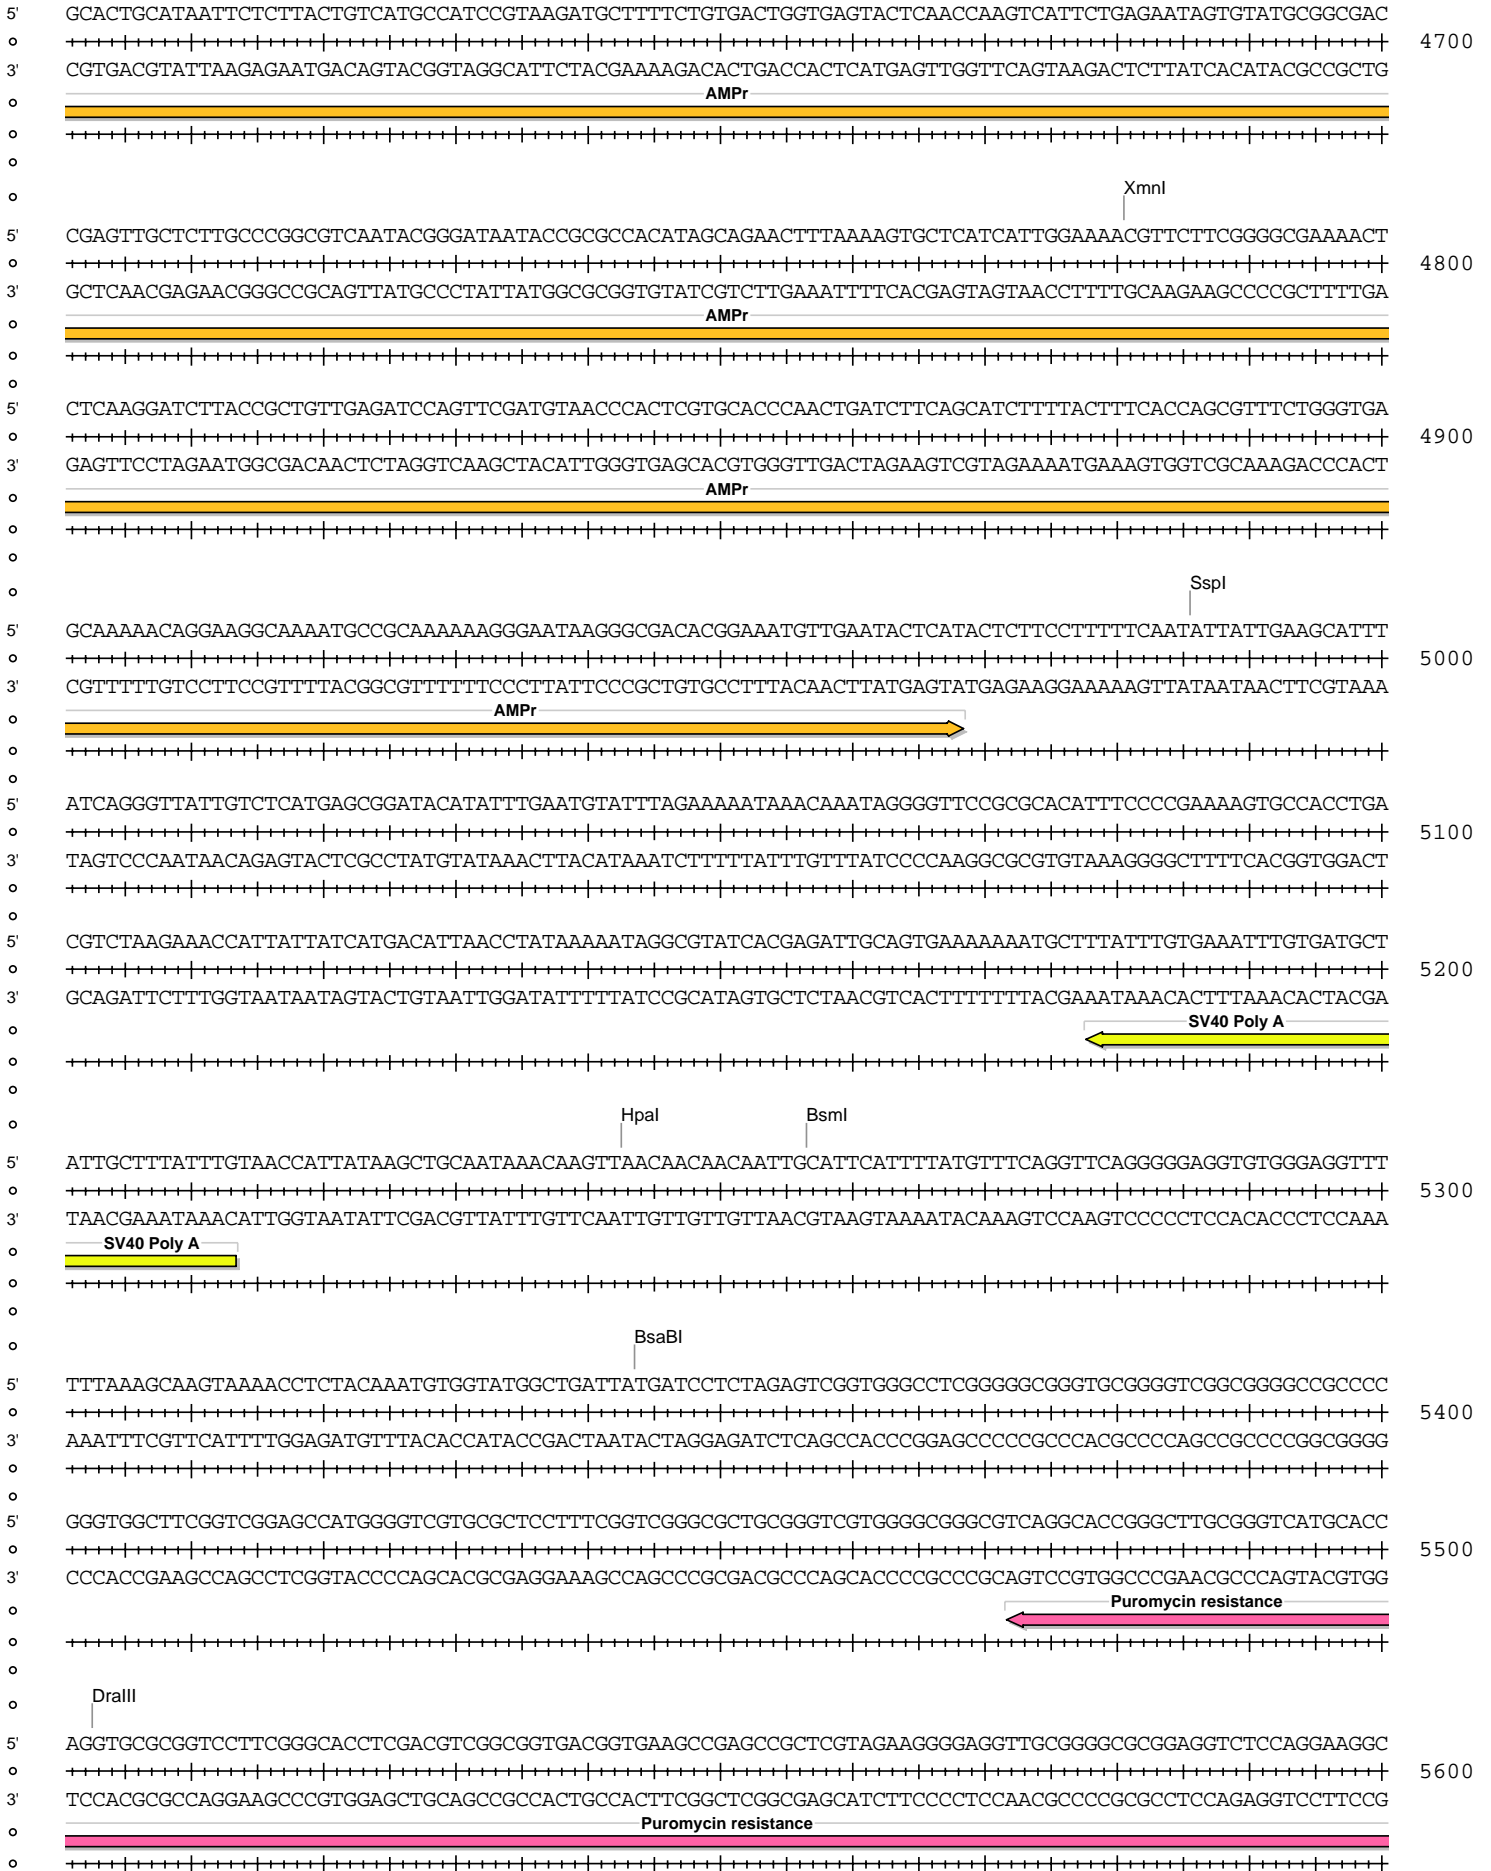 GCACTGCATAATTCTCTTACTGTCATGCCATCCGTAAGATGCTTTTCTGTGACTGGTGAGTACTCAACCAAGTCATTCTGAGAATAGTGTATGCGGCGAC
4700
3' CGTGACGTATTAAGAGAATGACAGTACGGTAGGCATTCTACGAAAAGACACTGACCACTCATGAGTTGGTTCAGTAAGACTCTTATCACATACGCCGCTG
AMPr
XmnI
5' CGAGTTGCTCTTGCCCGGCGTCAATACGGGATAATACCGCGCCACATAGCAGAACTTTAAAAGTGCTCATCATTGGAAAACGTTCTTCGGGGCGAAAACT
4800
3' GCTCAACGAGAACGGGCCGCAGTTATGCCCTATTATGGCGCGGTGTATCGTCTTGAAATTTTCACGAGTAGTAACCTTTTGCAAGAAGCCCCGCTTTTGA
AMPr
5' CTCAAGGATCTTACCGCTGTTGAGATCCAGTTCGATGTAACCCACTCGTGCACCCAACTGATCTTCAGCATCTTTTACTTTCACCAGCGTTTCTGGGTGA
4900
3' GAGTTCCTAGAATGGCGACAACTCTAGGTCAAGCTACATTGGGTGAGCACGTGGGTTGACTAGAAGTCGTAGAAAATGAAAGTGGTCGCAAAGACCCACT
AMPr
SspI
5' GCAAAAACAGGAAGGCAAAATGCCGCAAAAAAGGGAATAAGGGCGACACGGAAATGTTGAATACTCATACTCTTCCTTTTTCAATATTATTGAAGCATTT
5000
3' CGTTTTTGTCCTTCCGTTTTACGGCGTTTTTTCCCTTATTCCCGCTGTGCCTTTACAACTTATGAGTATGAGAAGGAAAAAGTTATAATAACTTCGTAAA
AMPr
5' ATCAGGGTTATTGTCTCATGAGCGGATACATATTTGAATGTATTTAGAAAAATAAACAAATAGGGGTTCCGCGCACATTTCCCCGAAAAGTGCCACCTGA
5100
3' TAGTCCCAATAACAGAGTACTCGCCTATGTATAAACTTACATAAATCTTTTTATTTGTTTATCCCCAAGGCGCGTGTAAAGGGGCTTTTCACGGTGGACT
5' CGTCTAAGAAACCATTATTATCATGACATTAACCTATAAAAATAGGCGTATCACGAGATTGCAGTGAAAAAAATGCTTTATTTGTGAAATTTGTGATGCT
5200
3' GCAGATTCTTTGGTAATAATAGTACTGTAATTGGATATTTTTATCCGCATAGTGCTCTAACGTCACTTTTTTTACGAAATAAACACTTTAAACACTACGA
SV40 Poly A
HpaI BsmI
5' ATTGCTTTATTTGTAACCATTATAAGCTGCAATAAACAAGTTAACAACAACAATTGCATTCATTTTATGTTTCAGGTTCAGGGGGAGGTGTGGGAGGTTT
5300
3' TAACGAAATAAACATTGGTAATATTCGACGTTATTTGTTCAATTGTTGTTGTTAACGTAAGTAAAATACAAAGTCCAAGTCCCCCTCCACACCCTCCAAA
SV40 Poly A
BsaBI
5' TTTAAAGCAAGTAAAACCTCTACAAATGTGGTATGGCTGATTATGATCCTCTAGAGTCGGTGGGCCTCGGGGGCGGGTGCGGGGTCGGCGGGGCCGCCCC
5400
3' AAATTTCGTTCATTTTGGAGATGTTTACACCATACCGACTAATACTAGGAGATCTCAGCCACCCGGAGCCCCCGCCCACGCCCCAGCCGCCCCGGCGGGG
5' GGGTGGCTTCGGTCGGAGCCATGGGGTCGTGCGCTCCTTTCGGTCGGGCGCTGCGGGTCGTGGGGCGGGCGTCAGGCACCGGGCTTGCGGGTCATGCACC
5500
3' CCCACCGAAGCCAGCCTCGGTACCCCAGCACGCGAGGAAAGCCAGCCCGCGACGCCCAGCACCCCGCCCGCAGTCCGTGGCCCGAACGCCCAGTACGTGG
Puromycin resistance
DraIII
5' AGGTGCGCGGTCCTTCGGGCACCTCGACGTCGGCGGTGACGGTGAAGCCGAGCCGCTCGTAGAAGGGGAGGTTGCGGGGCGCGGAGGTCTCCAGGAAGGC
5600
3' TCCACGCGCCAGGAAGCCCGTGGAGCTGCAGCCGCCACTGCCACTTCGGCTCGGCGAGCATCTTCCCCTCCAACGCCCCGCGCCTCCAGAGGTCCTTCCG
Puromycin resistance